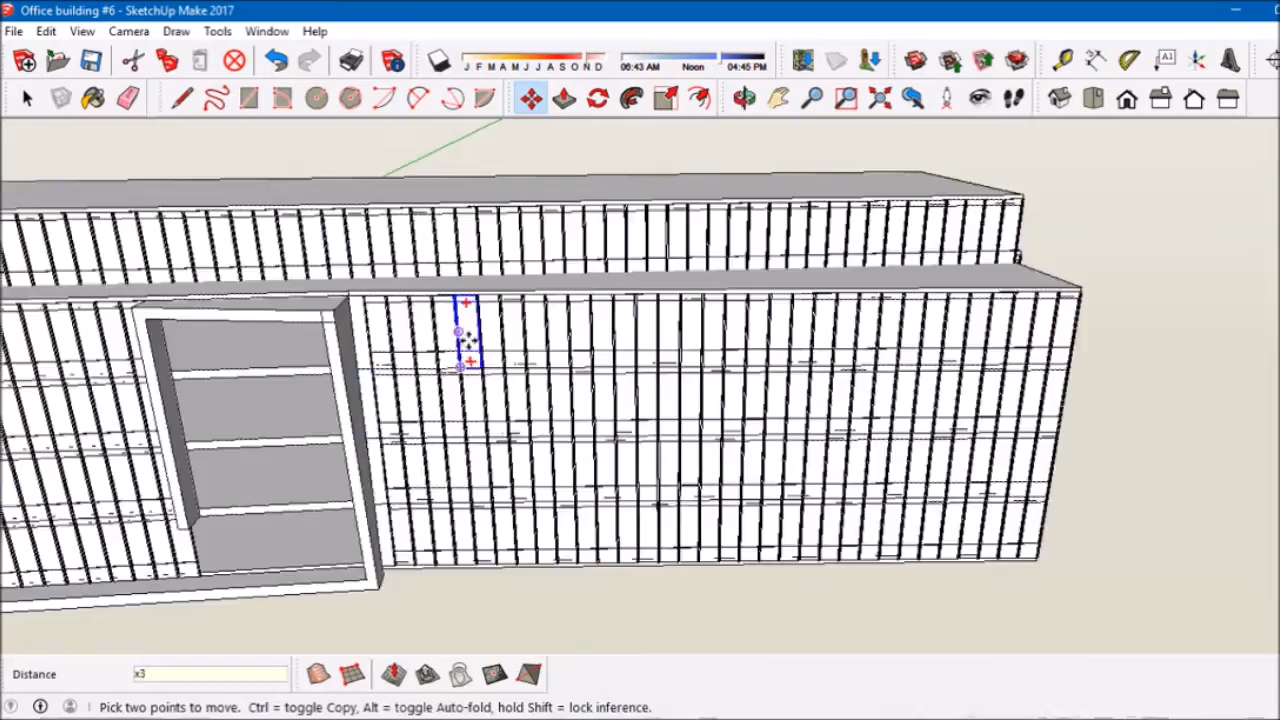 Office building #6 - SketchUp Make 2017
File Edit View Camera Draw Tools Window Help
J F M A M J J A S O N D 06:43 AM Noon 04:45 PM A1
Distance x3
Pick two points to move. Ctrl = toggle Copy, Alt = toggle Auto-fold, hold Shift = lock inference.